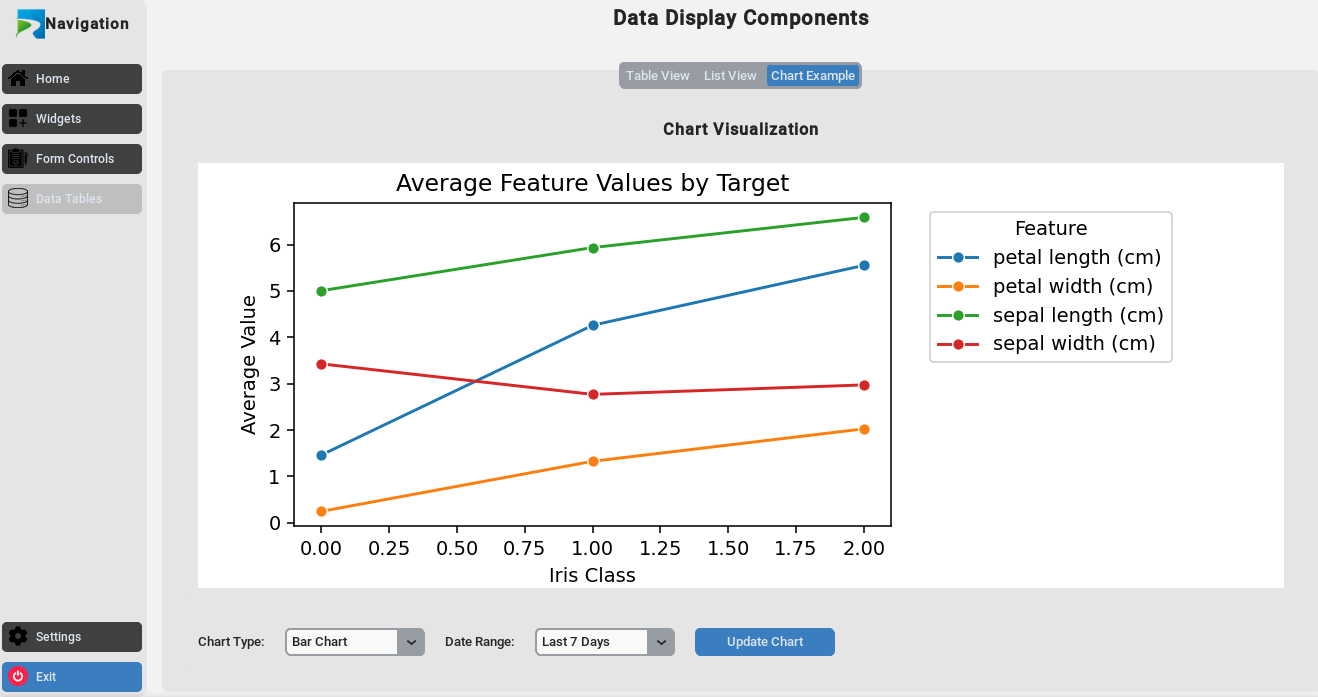 Navigation
Home
Widgets
Form Controls
Data Tables
Settings
Exit
Data Display Components
Table View List View Chart Example
Chart Visualization
Average Feature Values by Target
Average Value
6
5
4
3
2
1
0
0.00 0.25 0.50 0.75 1.00 1.25 1.50 1.75 2.00
Iris Class
Feature
petal length (cm)
petal width (cm)
sepal length (cm)
sepal width (cm)
Chart Type: Bar Chart Date Range: Last 7 Days Update Chart